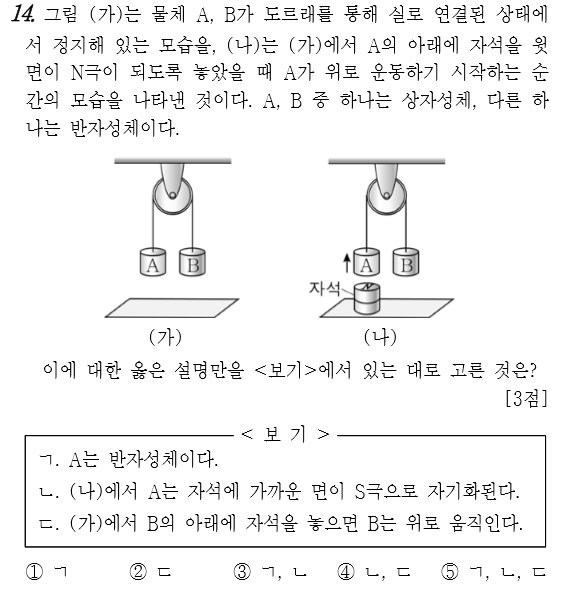 14. 그림 (가)는 물체 A, B가 도르래를 통해 실로 연결된 상태에
서 정지해 있는 모습을, (나)는 (가)에서 A의 아래에 자석을 윗
면이 N극이 되도록 놓았을 때 A가 위로 운동하기 시작하는 순
간의 모습을 나타낸 것이다. A, B 중 하나는 상자성체, 다른 하
나는 반자성체이다.
A B A B
자석 N
(가) (나)
이에 대한 옳은 설명만을 <보기>에서 있는 대로 고른 것은?
[3점]
< 보 기 >
ㄱ. A는 반자성체이다.
ㄴ. (나)에서 A는 자석에 가까운 면이 S극으로 자기화된다.
ㄷ. (가)에서 B의 아래에 자석을 놓으면 B는 위로 움직인다.
① ㄱ ② ㄷ ③ ㄱ, ㄴ ④ ㄴ, ㄷ ⑤ ㄱ, ㄴ, ㄷ